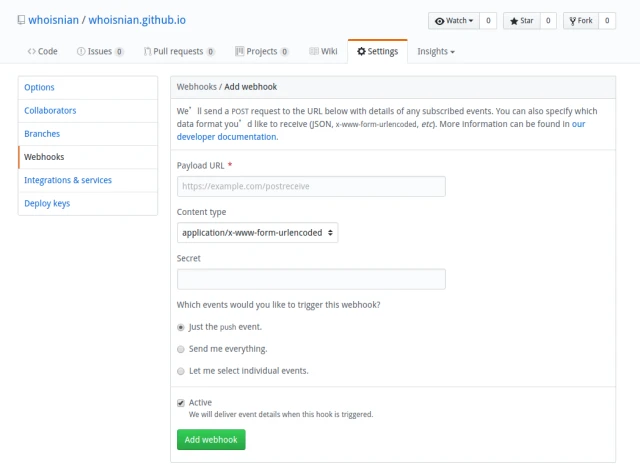 whoisnian / whoisnian.github.io
Watch 0 Star 0 Fork 0
Code Issues 0 Pull requests 0 Projects 0 Wiki Settings Insights
Options
Collaborators
Branches
Webhooks
Integrations & services
Deploy keys
Webhooks / Add webhook
We’ll send a POST request to the URL below with details of any subscribed events. You can also specify which
data format you’d like to receive (JSON, x-www-form-urlencoded, etc). More information can be found in our
developer documentation.
Payload URL *
https://example.com/postreceive
Content type
application/x-www-form-urlencoded
Secret
Which events would you like to trigger this webhook?
Just the push event.
Send me everything.
Let me select individual events.
Active
We will deliver event details when this hook is triggered.
Add webhook